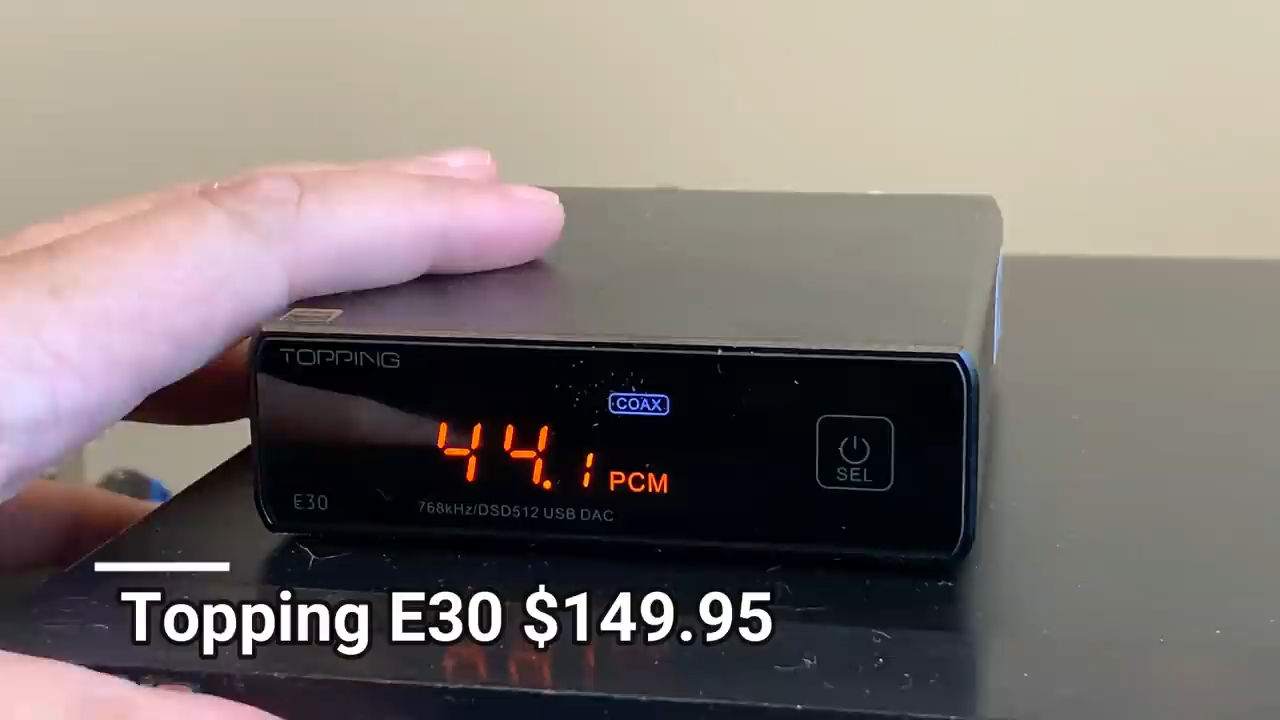 TOPPING
COAX
44.1 PCM
SEL
E30
768kHz/DSD512 USB DAC
Topping E30 $149.95